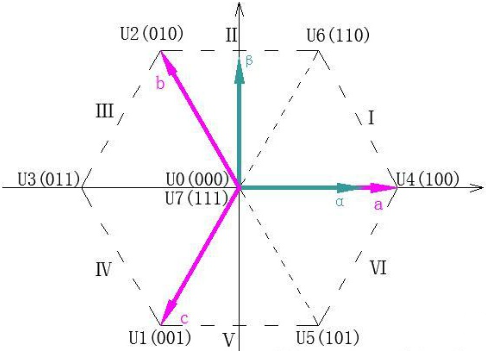 U2(010)
II
U6(110)
β
b
III
I
U3(011)
U0(000)
U7(111)
α
a
U4(100)
IV
VI
c
U1(001)
V
U5(101)